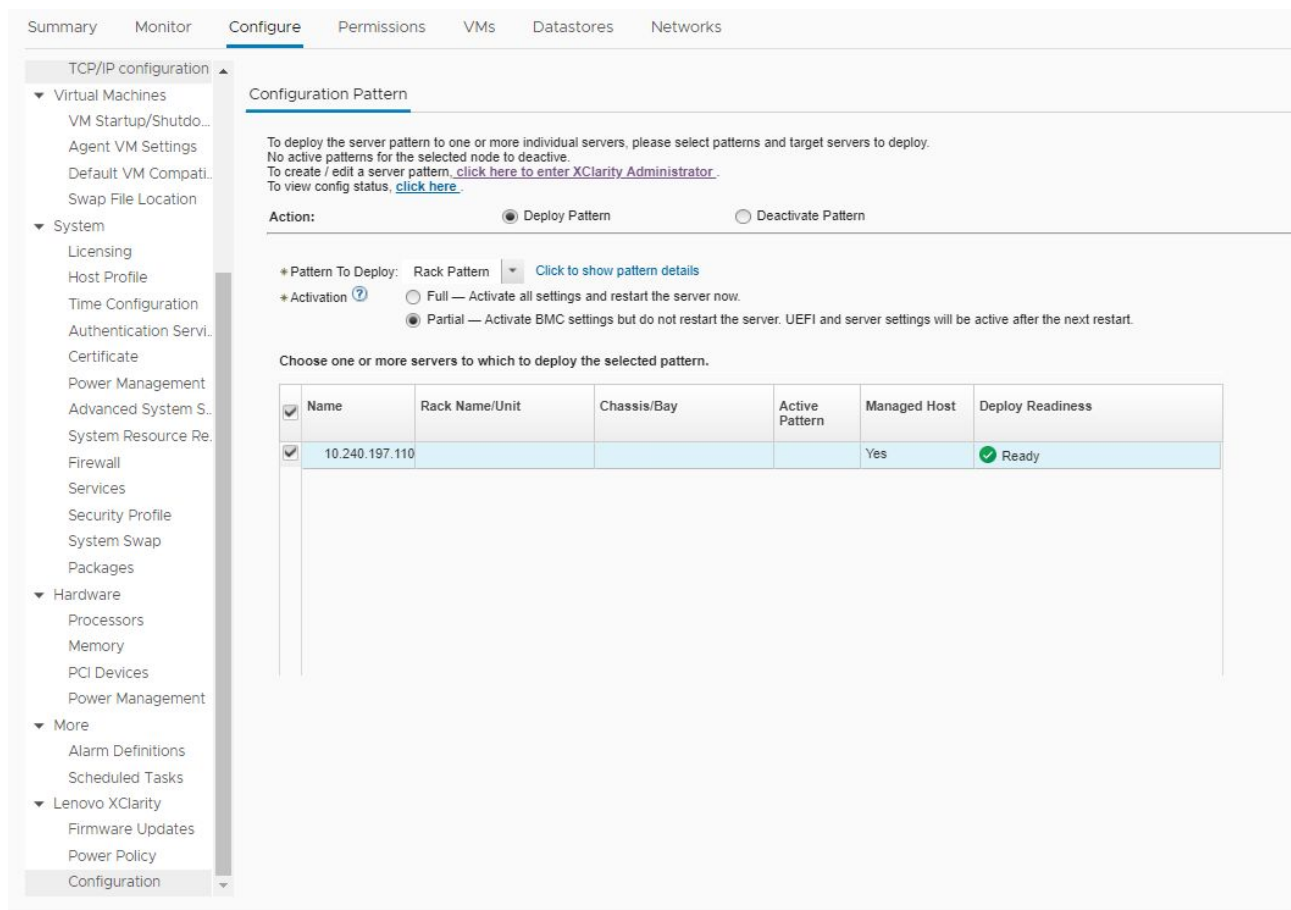 Summary Monitor Configure Permissions VMs Datastores Networks
TCP/IP configuration
Virtual Machines
VM Startup/Shutdo...
Agent VM Settings
Default VM Compati..
Swap File Location
System
Licensing
Host Profile
Time Configuration
Authentication Servi..
Certificate
Power Management
Advanced System S..
System Resource Re.
Firewall
Services
Security Profile
System Swap
Packages
Hardware
Processors
Memory
PCI Devices
Power Management
More
Alarm Definitions
Scheduled Tasks
Lenovo XClarity
Firmware Updates
Power Policy
Configuration
Configuration Pattern
To deploy the server pattern to one or more individual servers, please select patterns and target servers to deploy.
No active patterns for the selected node to deactive.
To create / edit a server pattern, click here to enter XClarity Administrator .
To view config status, click here .
Action: Deploy Pattern Deactivate Pattern
*Pattern To Deploy: Rack Pattern Click to show pattern details
*Activation ? Full — Activate all settings and restart the server now.
Partial — Activate BMC settings but do not restart the server. UEFI and server settings will be active after the next restart.
Choose one or more servers to which to deploy the selected pattern.
Name Rack Name/Unit Chassis/Bay Active Pattern Managed Host Deploy Readiness
10.240.197.110 Yes Ready